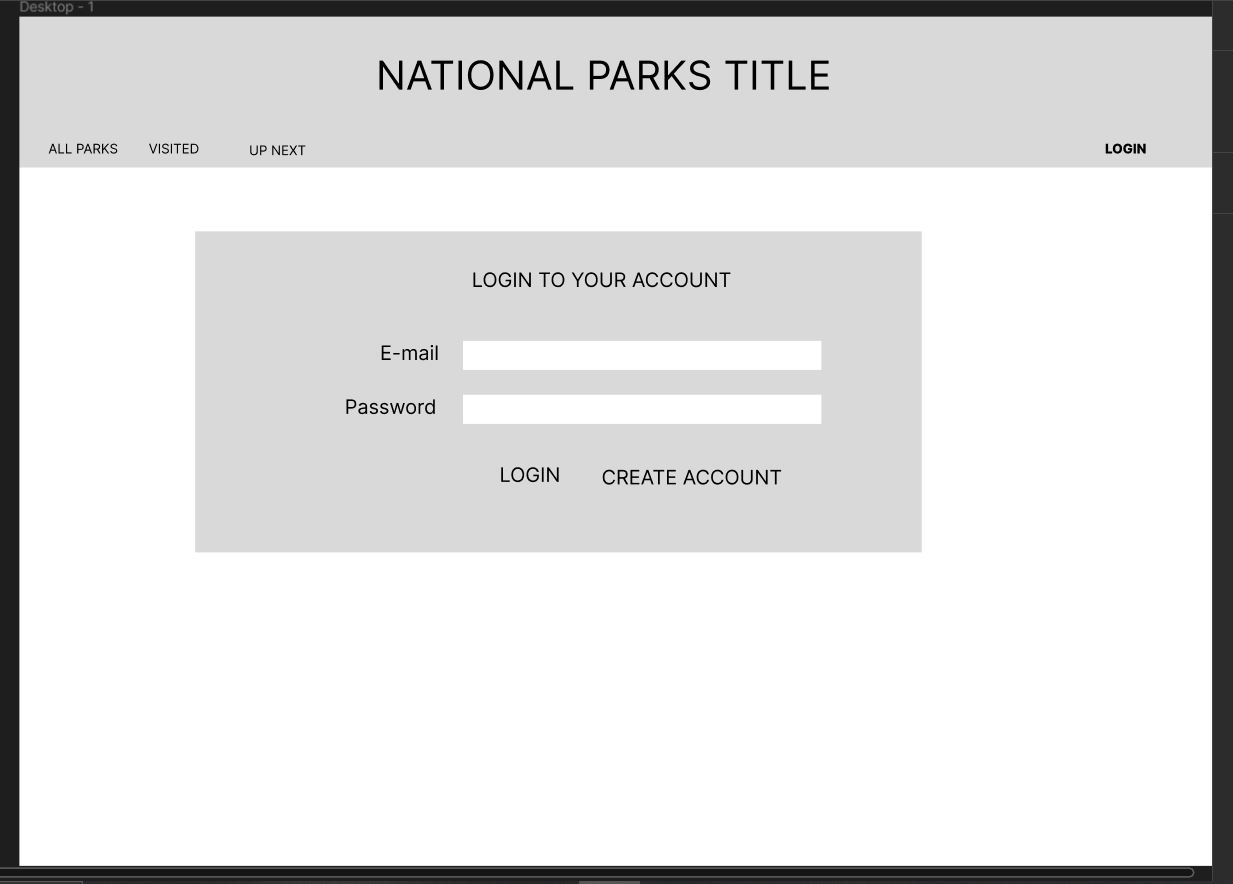 Desktop - 1
NATIONAL PARKS TITLE
ALL PARKS VISITED UP NEXT LOGIN
LOGIN TO YOUR ACCOUNT
E-mail
Password
LOGIN CREATE ACCOUNT